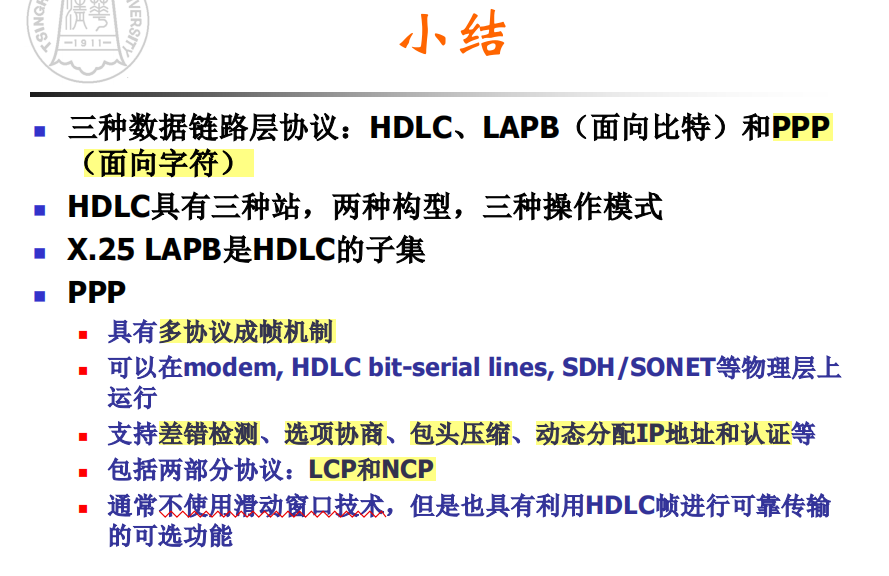 小结
三种数据链路层协议：HDLC、LAPB（面向比特）和PPP
（面向字符）
HDLC具有三种站，两种构型，三种操作模式
X.25 LAPB是HDLC的子集
PPP
具有多协议成帧机制
可以在modem, HDLC bit-serial lines, SDH/SONET等物理层上
运行
支持差错检测、选项协商、包头压缩、动态分配IP地址和认证等
包括两部分协议：LCP和NCP
通常不使用滑动窗口技术，但是也具有利用HDLC帧进行可靠传输
的可选功能